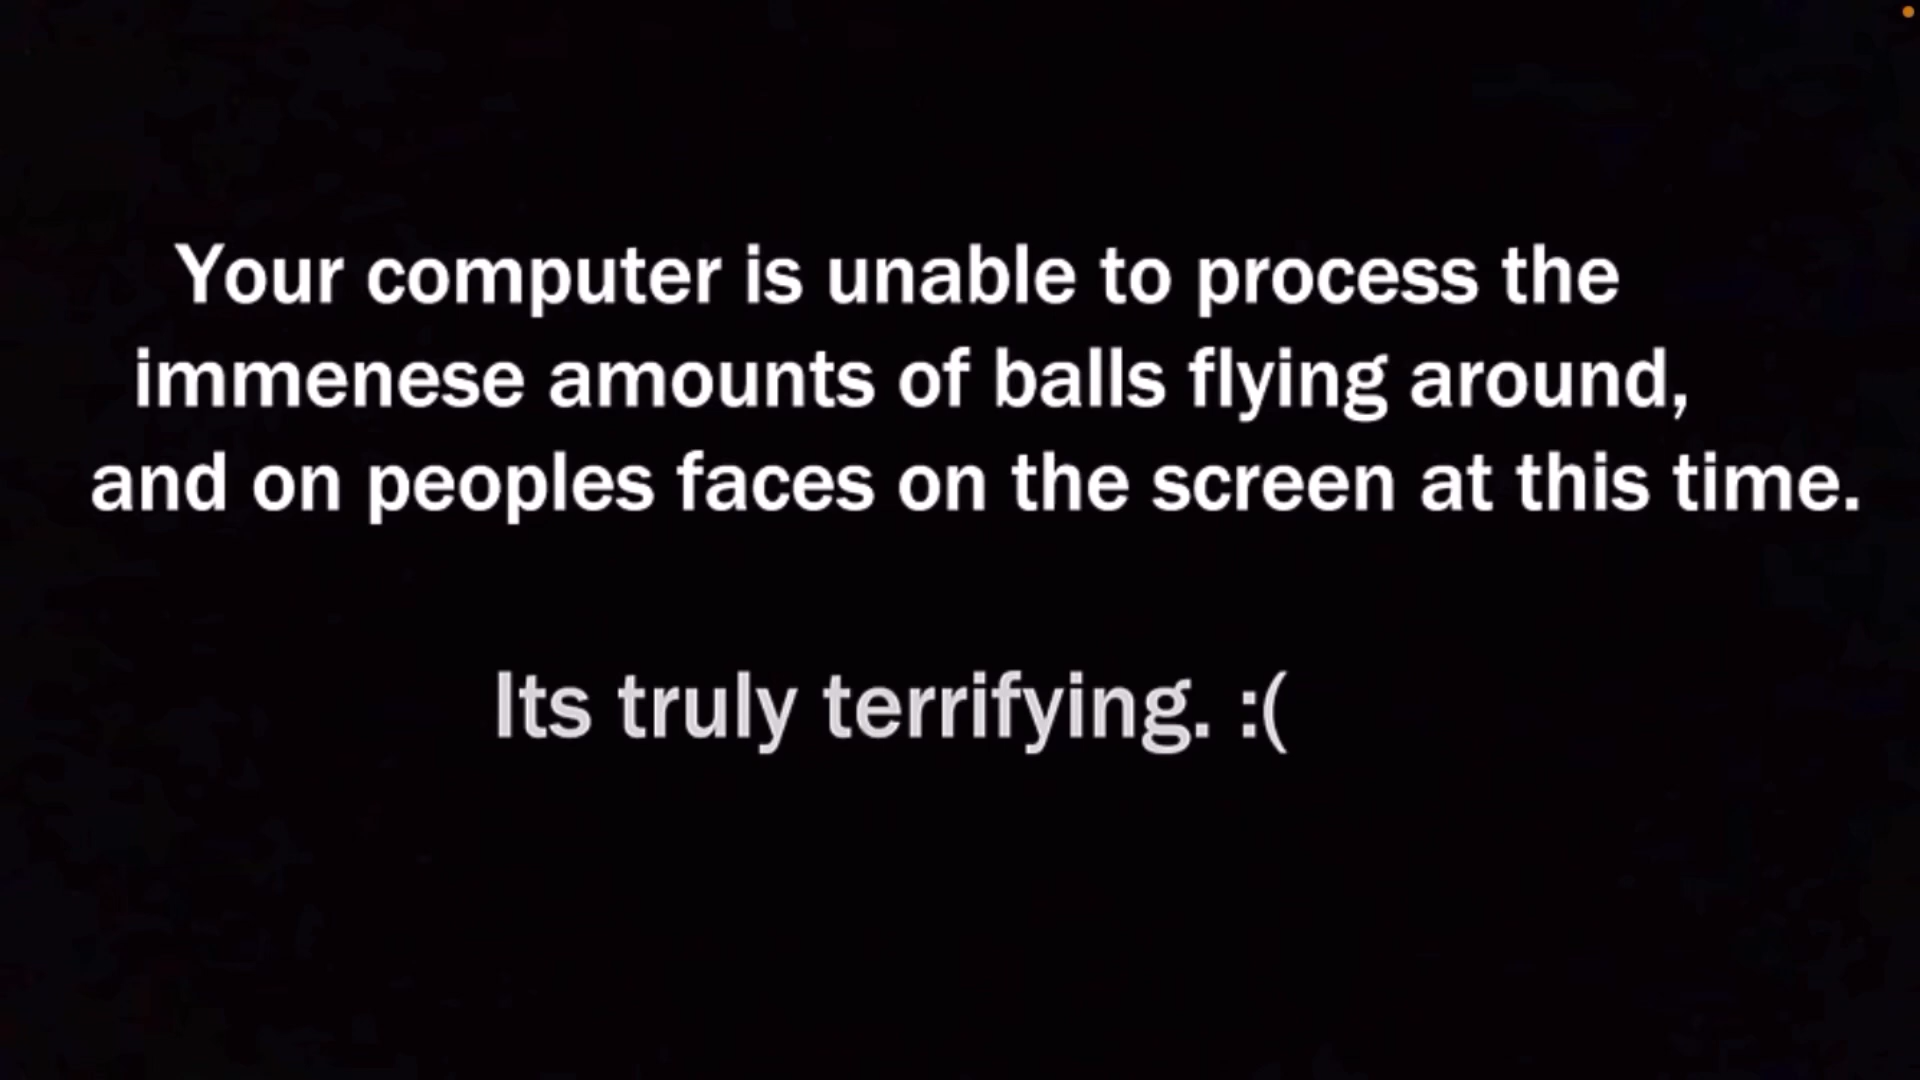 Your computer is unable to process the
immenese amounts of balls flying around,
and on peoples faces on the screen at this time.
Its truly terrifying. :(